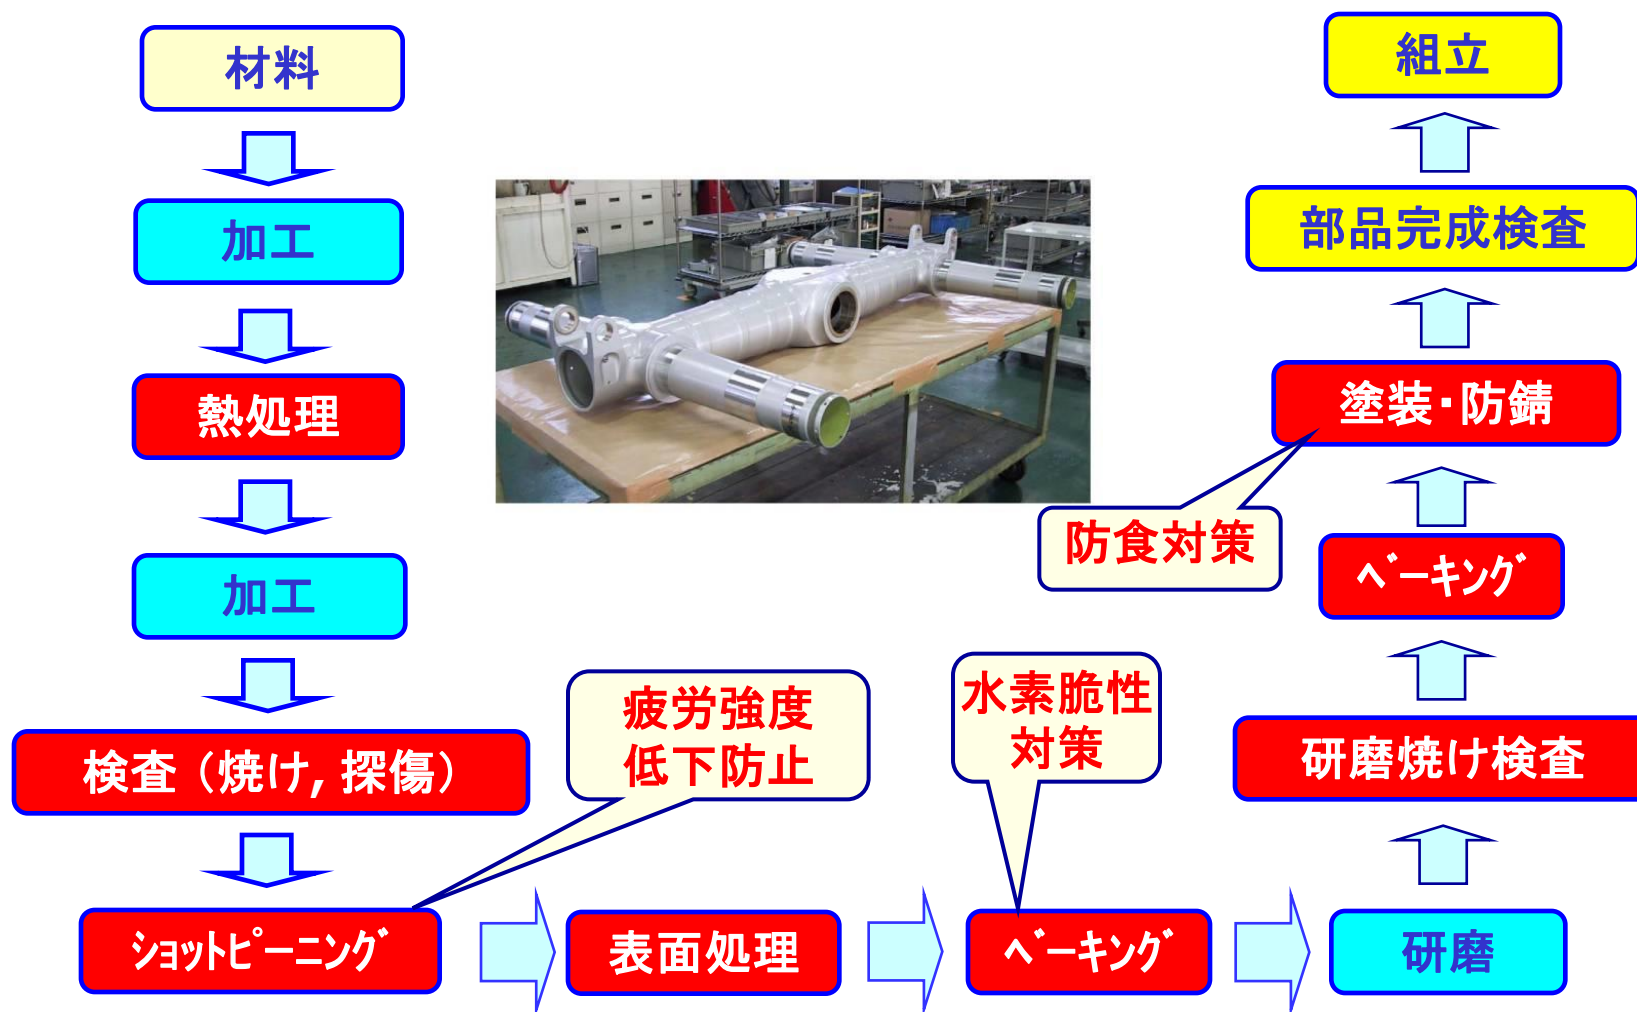 材料
加工
熱処理
加工
検査（焼け，探傷）
ｼｮｯﾄﾋﾟｰﾆﾝｸﾞ
疲労強度
低下防止
表面処理
ﾍﾞｰｷﾝｸﾞ
水素脆性
対策
研磨
研磨焼け検査
ﾍﾞｰｷﾝｸﾞ
塗装･防錆
防食対策
部品完成検査
組立